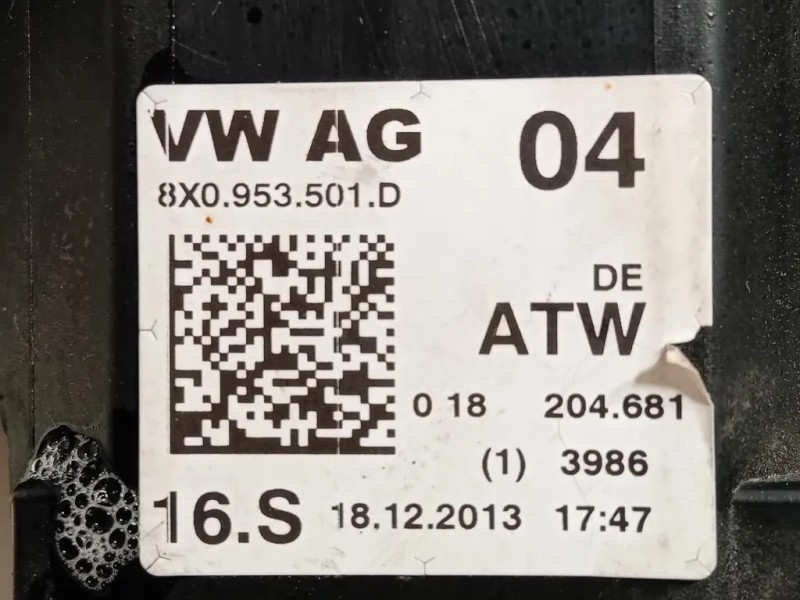 VW AG 04
8X0.953.501.D
DE
ATW
0 18 204.681
(1) 3986
16.S 18.12.2013 17:47